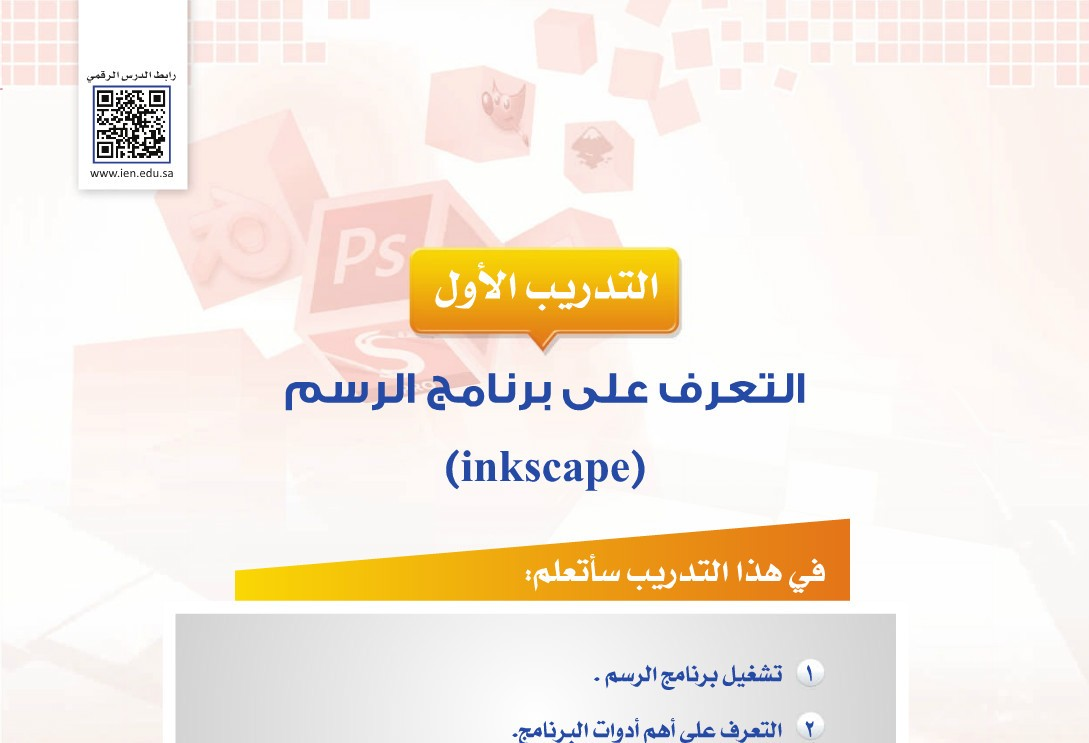 رابط الدرس الرقمي
www.ien.edu.sa
Ps
التدريب الأول
التعرف على برنامج الرسم
(inkscape)
في هذا التدريب سأتعلم:
١ تشغيل برنامج الرسم .
٢ التعرف على أهم أدوات البرنامج.